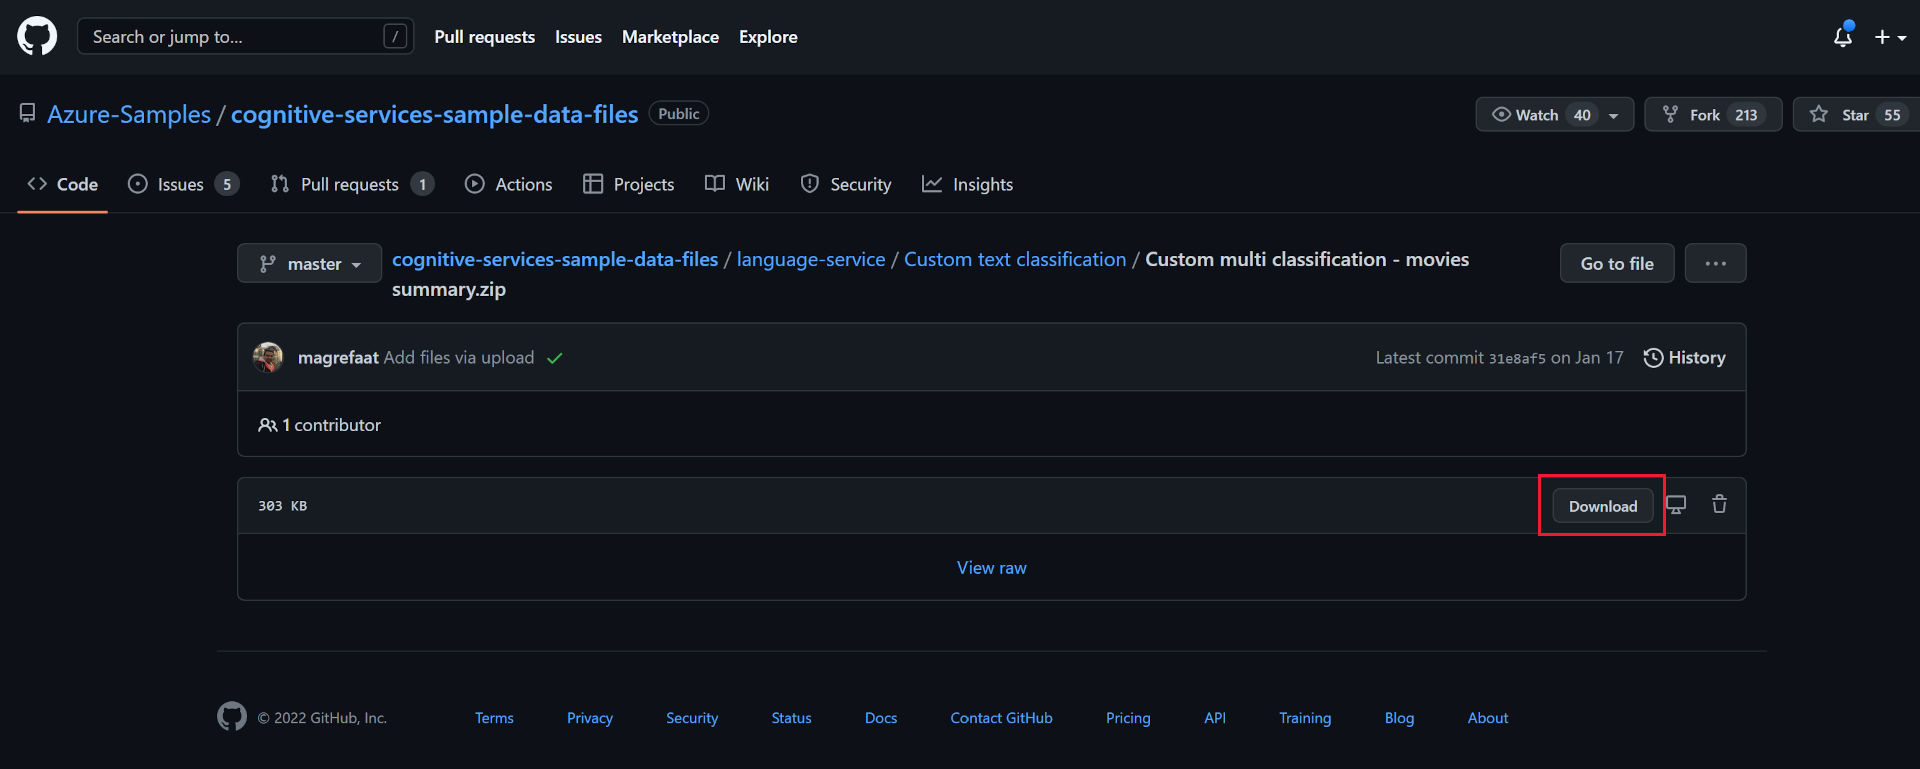 Search or jump to... / Pull requests Issues Marketplace Explore
Azure-Samples / cognitive-services-sample-data-files Public Watch 40 Fork 213 Star 55
Code Issues 5 Pull requests 1 Actions Projects Wiki Security Insights
master cognitive-services-sample-data-files / language-service / Custom text classification / Custom multi classification - movies Go to file ...
summary.zip
magrefaat Add files via upload Latest commit 31e8af5 on Jan 17 History
1 contributor
303 KB Download
View raw
© 2022 GitHub, Inc. Terms Privacy Security Status Docs Contact GitHub Pricing API Training Blog About